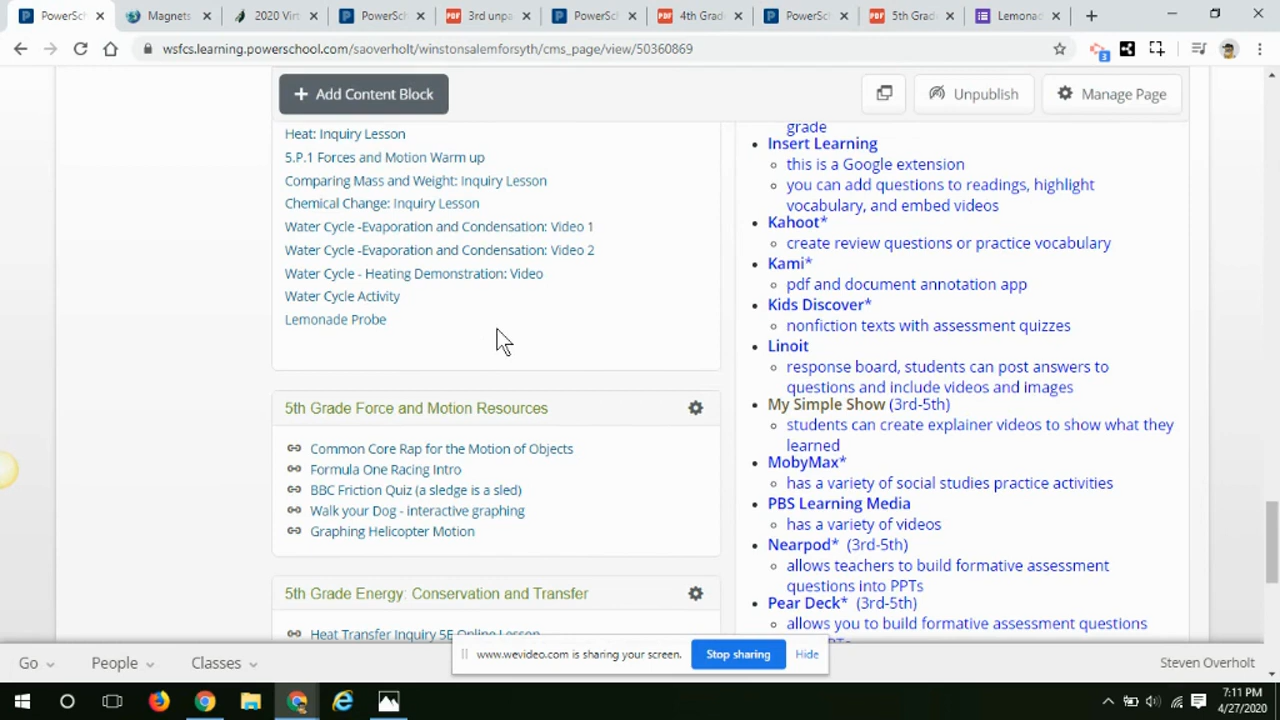 PowerSc
Magnets
2020 Virt
PowerSc
3rd unpa
PowerSc
4th Grad
PowerSc
5th Grad
Lemona
wsfcs.learning.powerschool.com/saoverholt/winstonsalemforsyth/cms_page/view/50360869
3
+ Add Content Block
Unpublish
Manage Page
Heat: Inquiry Lesson
5.P.1 Forces and Motion Warm up
Comparing Mass and Weight: Inquiry Lesson
Chemical Change: Inquiry Lesson
Water Cycle -Evaporation and Condensation: Video 1
Water Cycle -Evaporation and Condensation: Video 2
Water Cycle - Heating Demonstration: Video
Water Cycle Activity
Lemonade Probe
5th Grade Force and Motion Resources
Common Core Rap for the Motion of Objects
Formula One Racing Intro
BBC Friction Quiz (a sledge is a sled)
Walk your Dog - interactive graphing
Graphing Helicopter Motion
5th Grade Energy: Conservation and Transfer
Heat Transfer Inquiry 5E Online Lesson
grade
• Insert Learning
this is a Google extension
you can add questions to readings, highlight
vocabulary, and embed videos
• Kahoot*
create review questions or practice vocabulary
• Kami*
pdf and document annotation app
• Kids Discover*
nonfiction texts with assessment quizzes
• Linoit
response board, students can post answers to
questions and include videos and images
• My Simple Show (3rd-5th)
students can create explainer videos to show what they
learned
• MobyMax*
has a variety of social studies practice activities
• PBS Learning Media
has a variety of videos
• Nearpod* (3rd-5th)
allows teachers to build formative assessment
questions into PPTs
• Pear Deck* (3rd-5th)
allows you to build formative assessment questions
www.wevideo.com is sharing your screen.
Stop sharing
Hide
Go
People
Classes
Steven Overholt
7:11 PM
4/27/2020